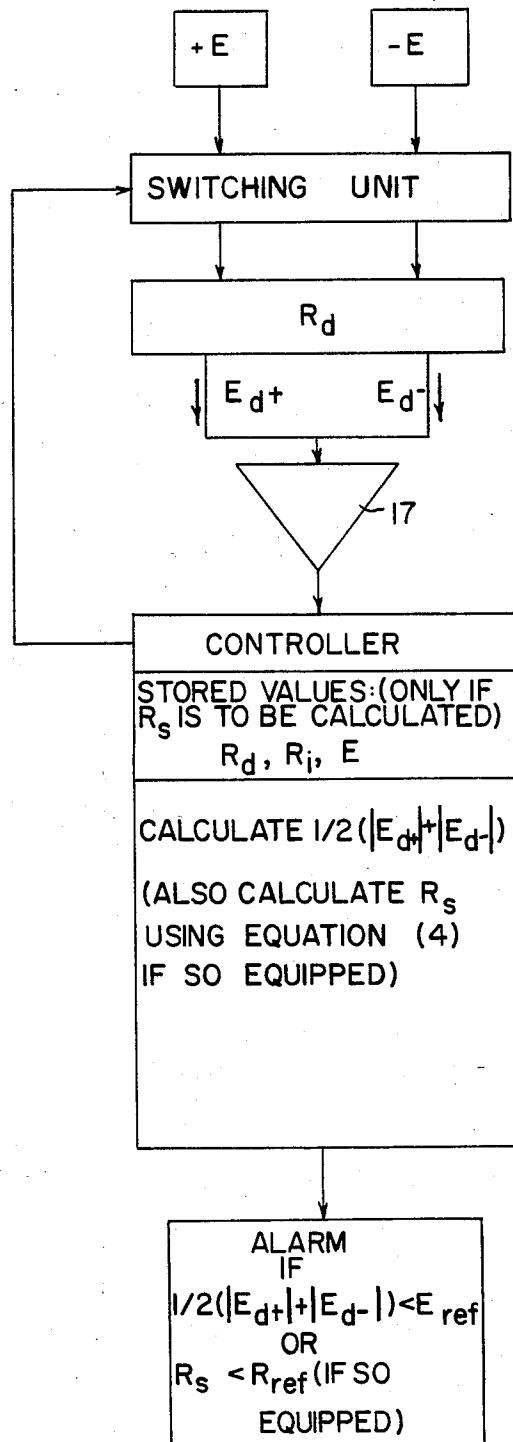 +E
-E
SWITCHING UNIT
R_d
E_d+ E_d-
17
CONTROLLER
STORED VALUES:(ONLY IF
R_s IS TO BE CALCULATED)
R_d, R_i, E
CALCULATE 1/2(|E_d+|+|E_d-|)
(ALSO CALCULATE R_s
USING EQUATION (4)
IF SO EQUIPPED)
ALARM
IF
1/2(|E_d+|+|E_d-|)<E_ref
OR
R_s <R_ref(IF SO
EQUIPPED)